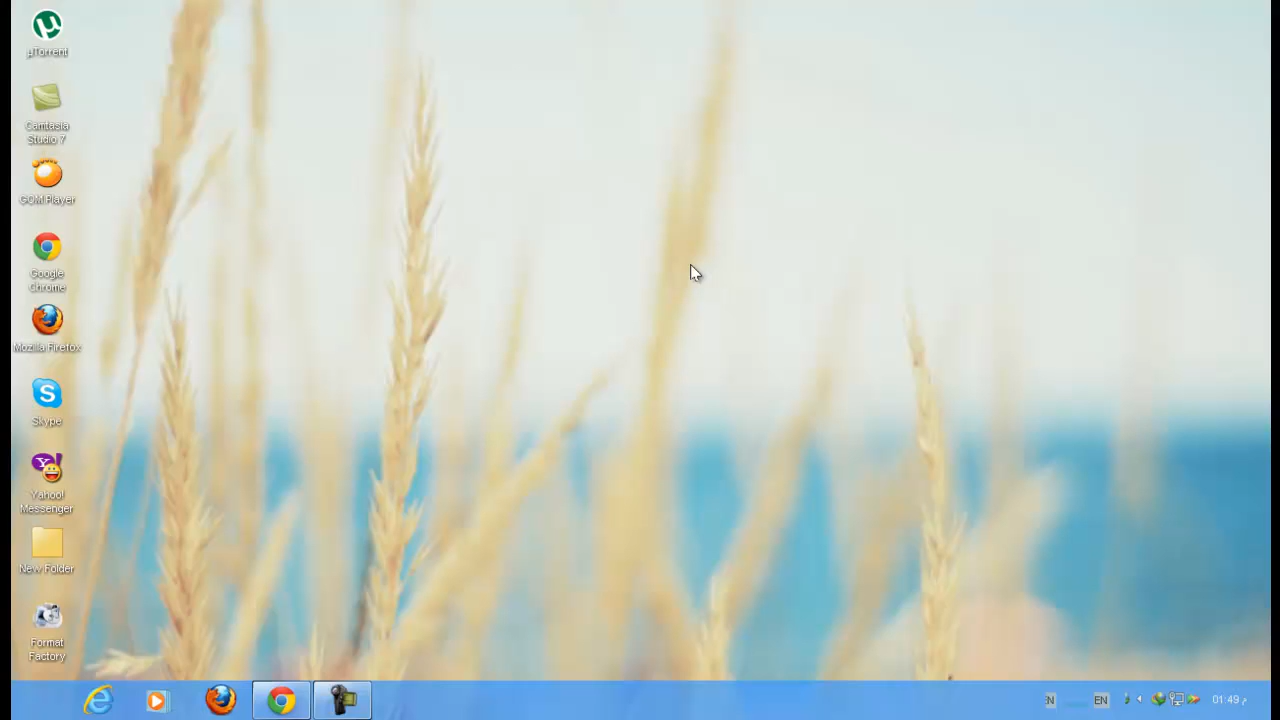 µTorrent
Camtasia
Studio 7
GOM Player
Google
Chrome
Mozilla Firefox
Skype
Yahoo!
Messenger
New Folder
Format
Factory
EN
01:49 م